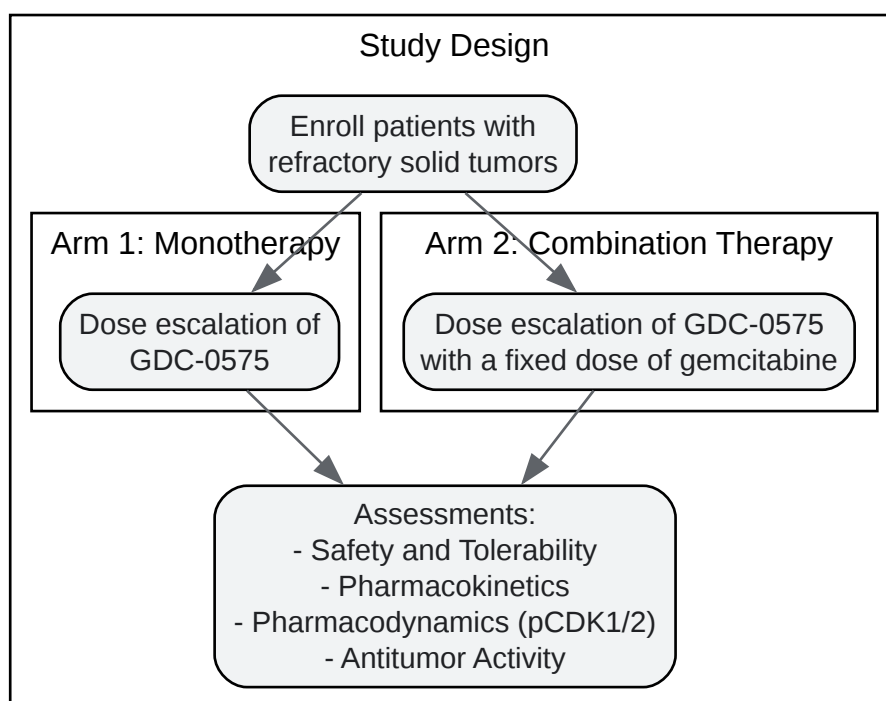 Study Design
Enroll patients with
refractory solid tumors
Arm 1: Monotherapy
Arm 2: Combination Therapy
Dose escalation of
GDC-0575
Dose escalation of GDC-0575
with a fixed dose of gemcitabine
Assessments:
- Safety and Tolerability
- Pharmacokinetics
- Pharmacodynamics (pCDK1/2)
- Antitumor Activity